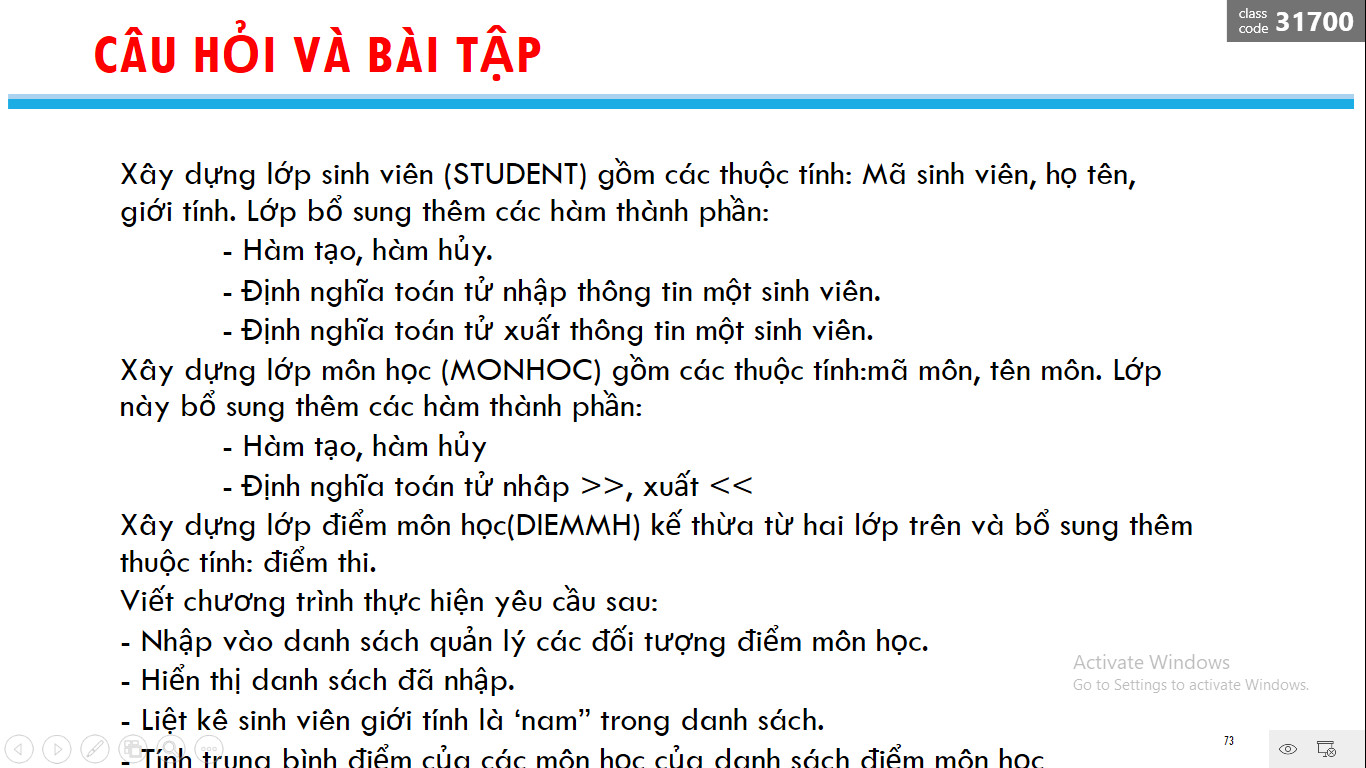 class
code 31700
CÂU HỎI VÀ BÀI TẬP
Xây dựng lớp sinh viên (STUDENT) gồm các thuộc tính: Mã sinh viên, họ tên,
giới tính. Lớp bổ sung thêm các hàm thành phần:
- Hàm tạo, hàm hủy.
- Định nghĩa toán tử nhập thông tin một sinh viên.
- Định nghĩa toán tử xuất thông tin một sinh viên.
Xây dựng lớp môn học (MONHOC) gồm các thuộc tính:mã môn, tên môn. Lớp
này bổ sung thêm các hàm thành phần:
- Hàm tạo, hàm hủy
- Định nghĩa toán tử nhâp >>, xuất <<
Xây dựng lớp điểm môn học(DIEMMH) kế thừa từ hai lớp trên và bổ sung thêm
thuộc tính: điểm thi.
Viết chương trình thực hiện yêu cầu sau:
- Nhập vào danh sách quản lý các đối tượng điểm môn học.
- Hiển thị danh sách đã nhập.
- Liệt kê sinh viên giới tính là ‘nam” trong danh sách.
- Tính trung bình điểm của các môn học của danh sách điểm môn học
Activate Windows
Go to Settings to activate Windows.
73